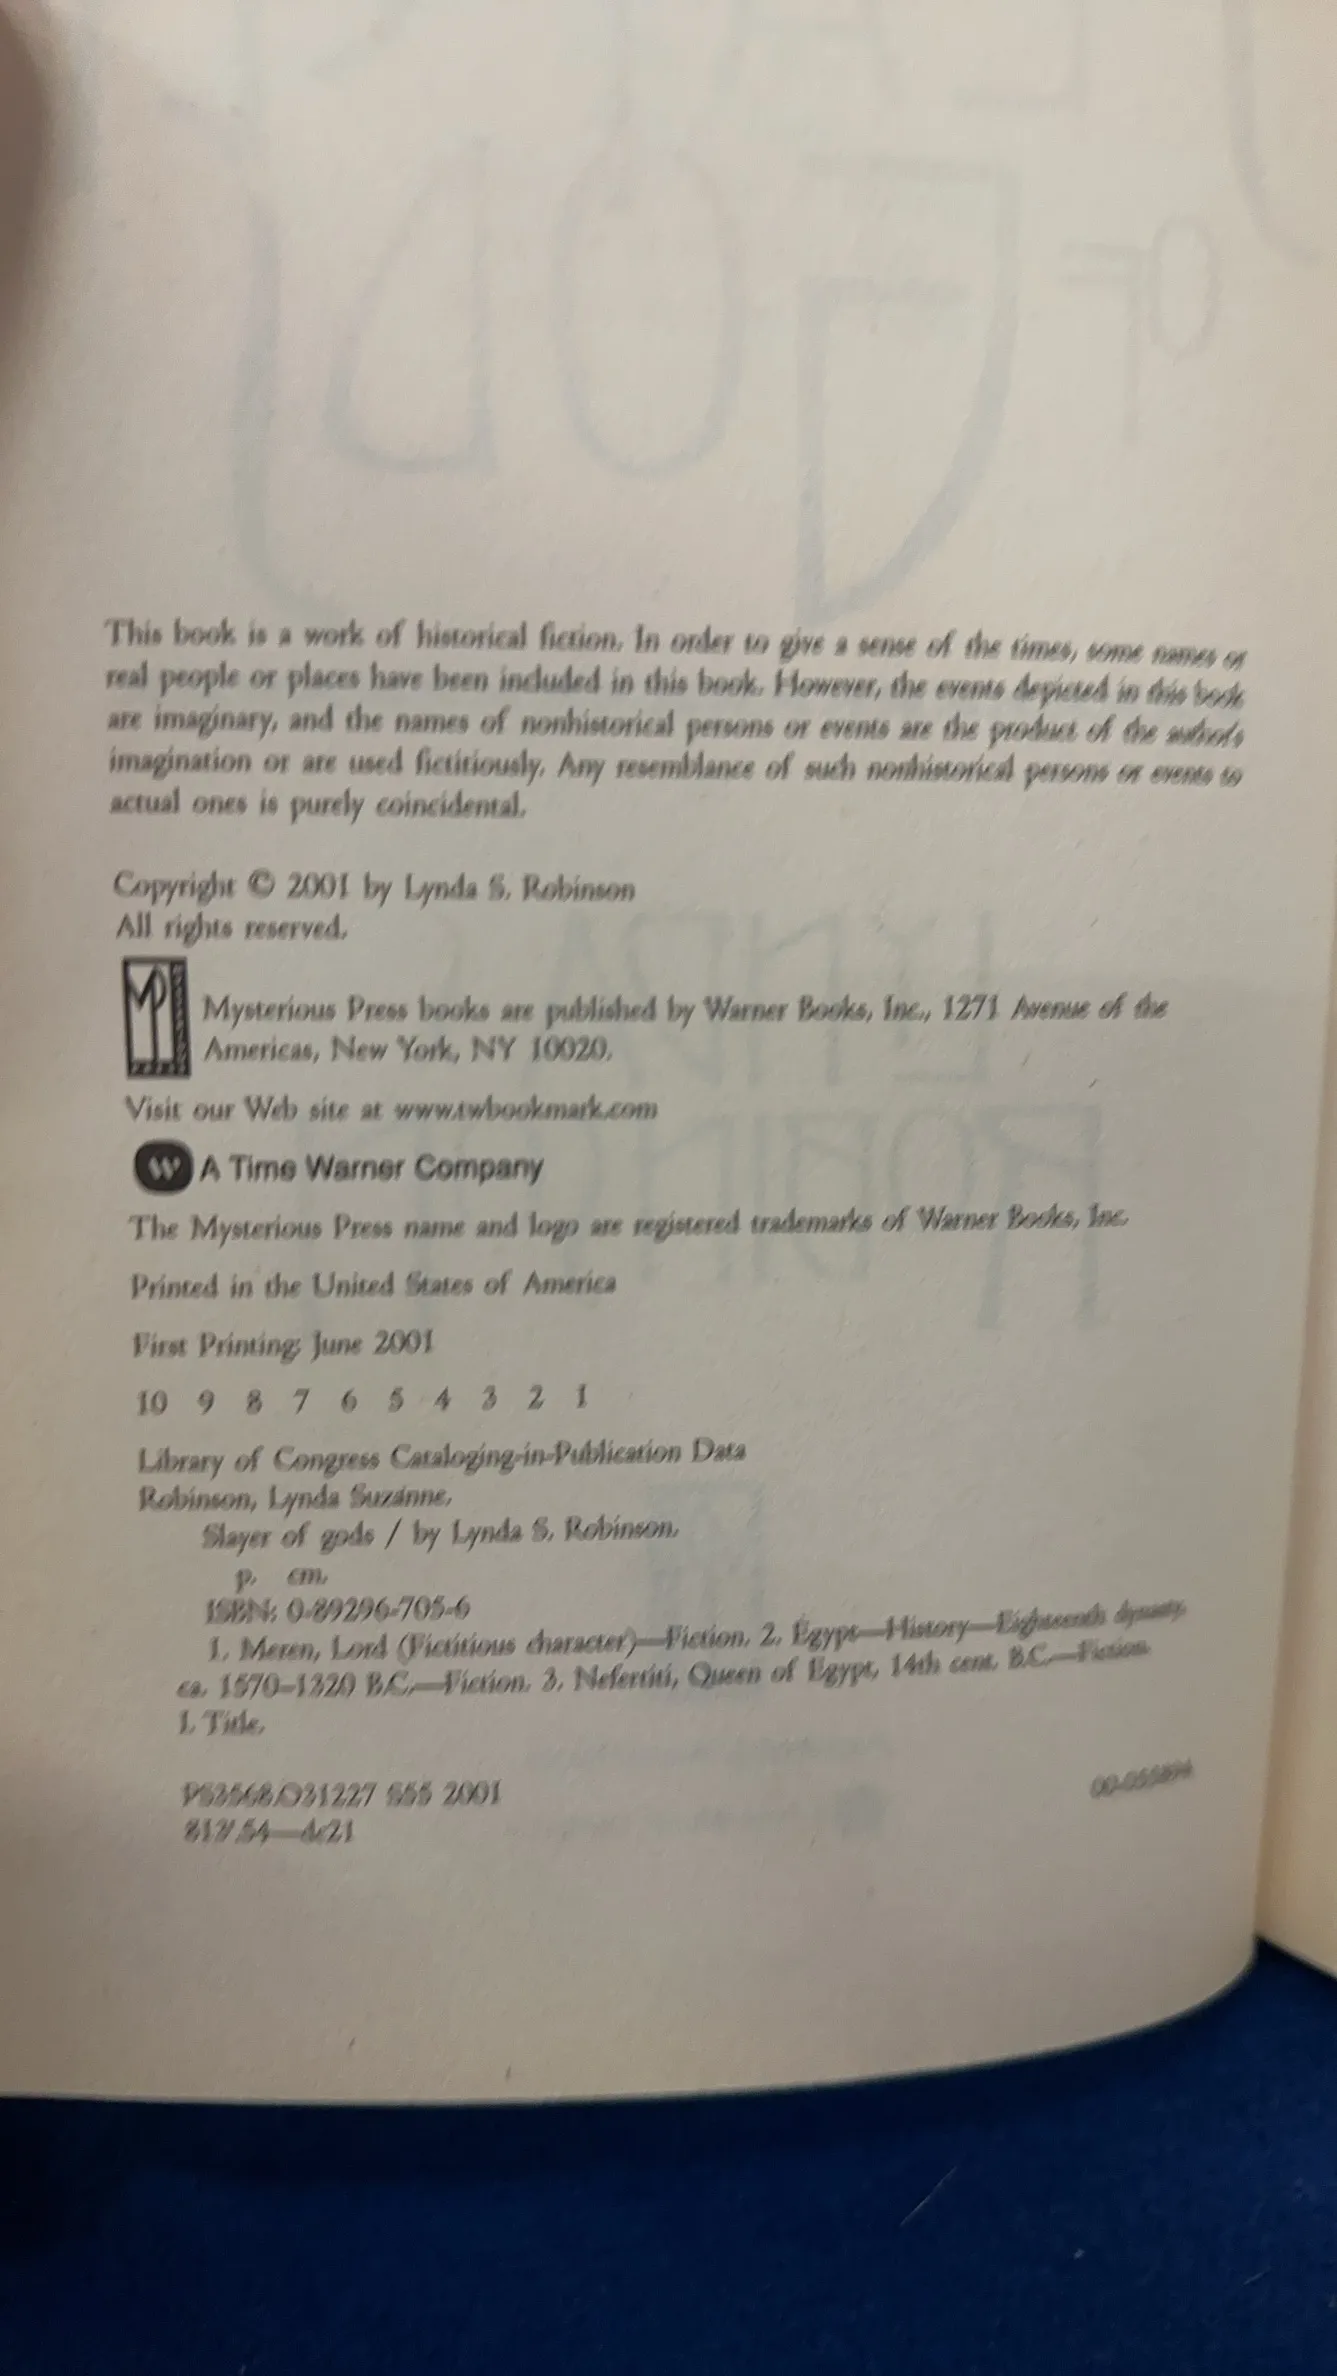 This book is a work of historical fiction. In order to give a sense of the times, some names or
real people or places have been included in this book. However, the events depicted in this book
are imaginary, and the names of nonhistorical persons or events are the product of the author's
imagination or are used fictitiously. Any resemblance of such nonhistorical persons or events to
actual ones is purely coincidental.
Copyright © 2001 by Lynda S. Robinson
All rights reserved.
Mysterious Press books are published by Warner Books, Inc., 1271 Avenue of the
Americas, New York, NY 10020.
Visit our Web site at www.twbookmark.com
W A Time Warner Company
The Mysterious Press name and logo are registered trademarks of Warner Books, Inc.
Printed in the United States of America
First Printing: June 2001
10 9 8 7 6 5 4 3 2 1
Library of Congress Cataloging-in-Publication Data
Robinson, Lynda Suzanne.
Slayer of gods / by Lynda S. Robinson.
p. cm.
ISBN: 0-89296-705-6
1. Meren, Lord (Fictitious character)—Fiction. 2. Egypt—History—Eighteenth dynasty,
ca. 1570–1320 B.C.—Fiction. 3. Nefertiti, Queen of Egypt, 14th cent. B.C.—Fiction.
I. Title.
PS3568.O31227 S55 2001
813'.54—dc21